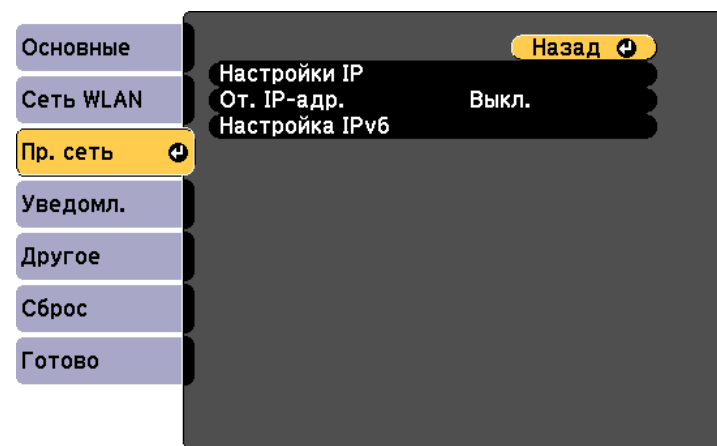 Основные
Сеть WLAN
Пр. сеть
Уведомл.
Другое
Сброс
Готово
Назад
Настройки IP
От. IP-адр. Выкл.
Настройка IPv6